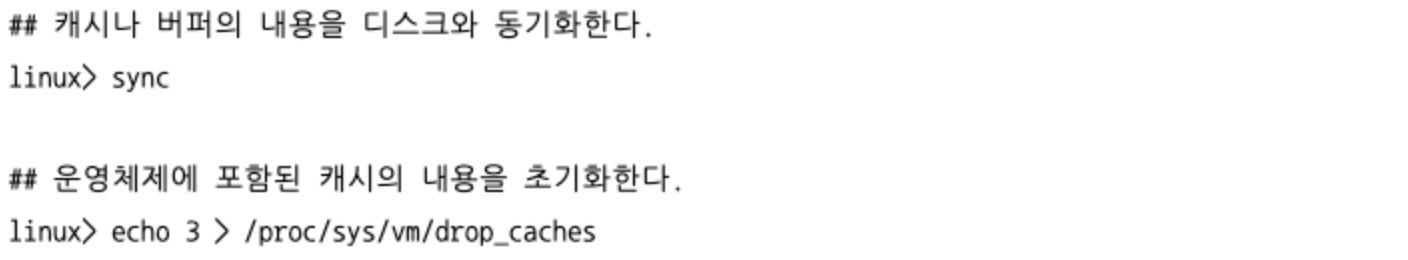 ## 캐시나 버퍼의 내용을 디스크와 동기화한다.
linux> sync
## 운영체제에 포함된 캐시의 내용을 초기화한다.
linux> echo 3 > /proc/sys/vm/drop_caches